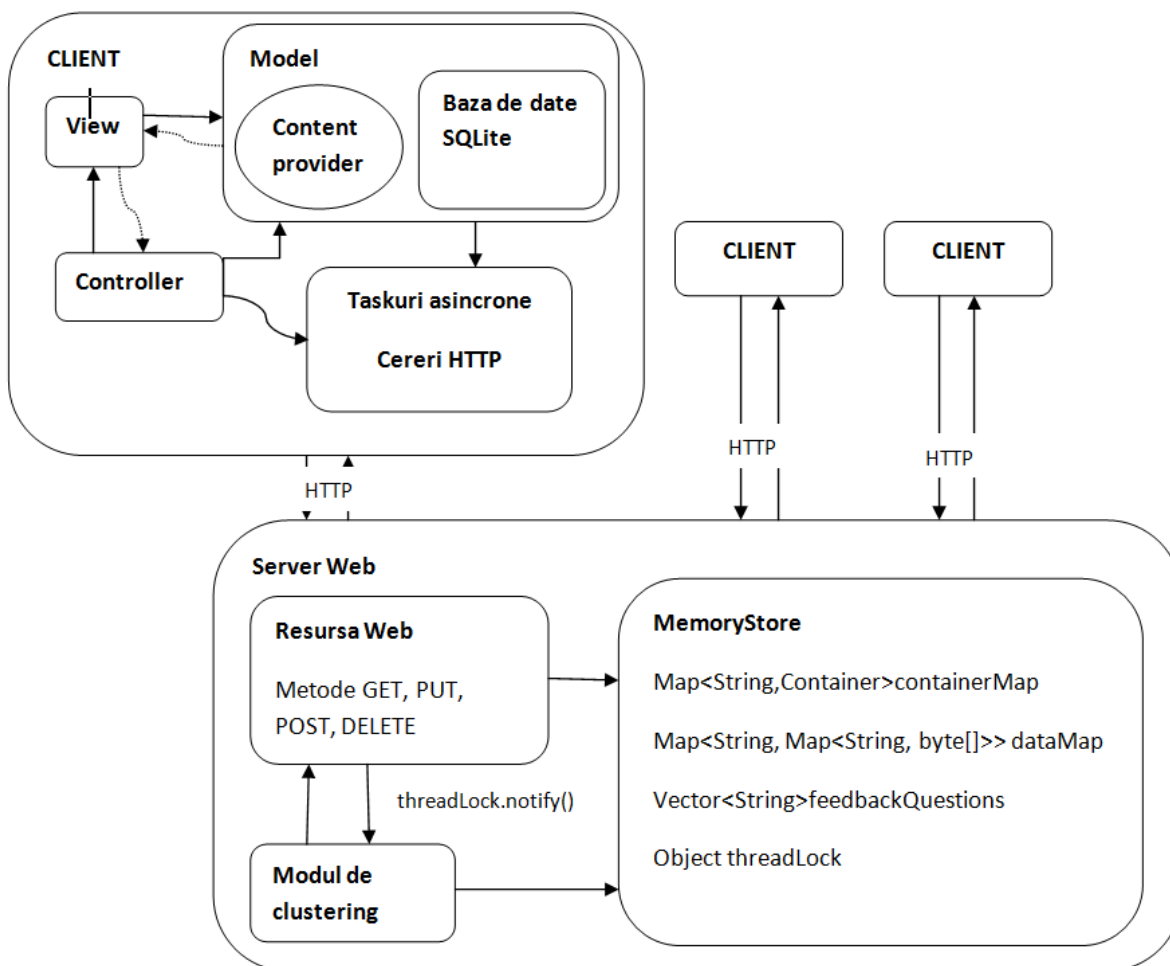 CLIENT
Model
View
Content
provider
Baza de date
SQLite
Controller
Taskuri asincrone
Cereri HTTP
CLIENT
CLIENT
HTTP
HTTP
HTTP
Server Web
Resursa Web
Metode GET, PUT,
POST, DELETE
MemoryStore
Map<String,Container>containerMap
Map<String, Map<String, byte[]>> dataMap
Vector<String>feedbackQuestions
Object threadLock
threadLock.notify()
Modul de
clustering